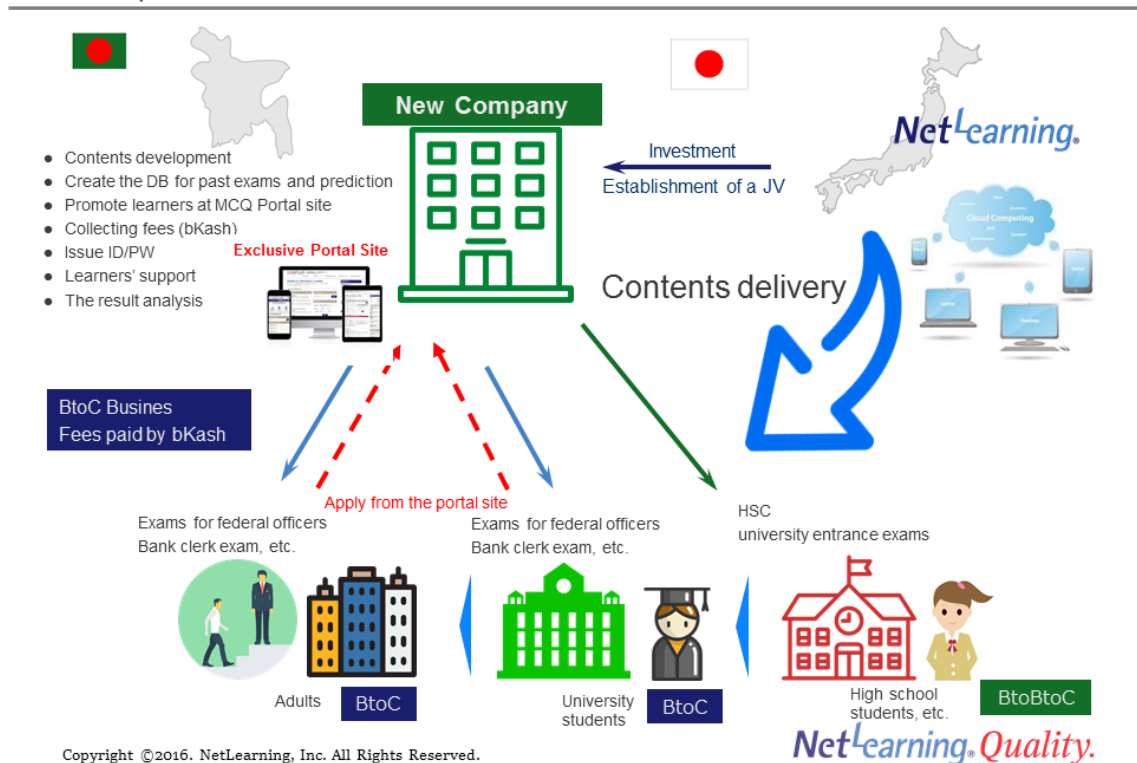 New Company
NetLearning®
Investment
Establishment of a JV
● Contents development
● Create the DB for past exams and prediction
● Promote learners at MCQ Portal site
● Collecting fees (bKash)
● Issue ID/PW
● Learners' support
● The result analysis
Exclusive Portal Site
Cloud Computing
Contents delivery
BtoC Busines
Fees paid by bKash
Apply from the portal site
Exams for federal officers
Bank clerk exam, etc.
Exams for federal officers
Bank clerk exam, etc.
HSC
university entrance exams
Adults
BtoC
University
students
BtoC
High school
students, etc.
BtoBtoC
Copyright ©2016. NetLearning, Inc. All Rights Reserved.
NetLearning® Quality.